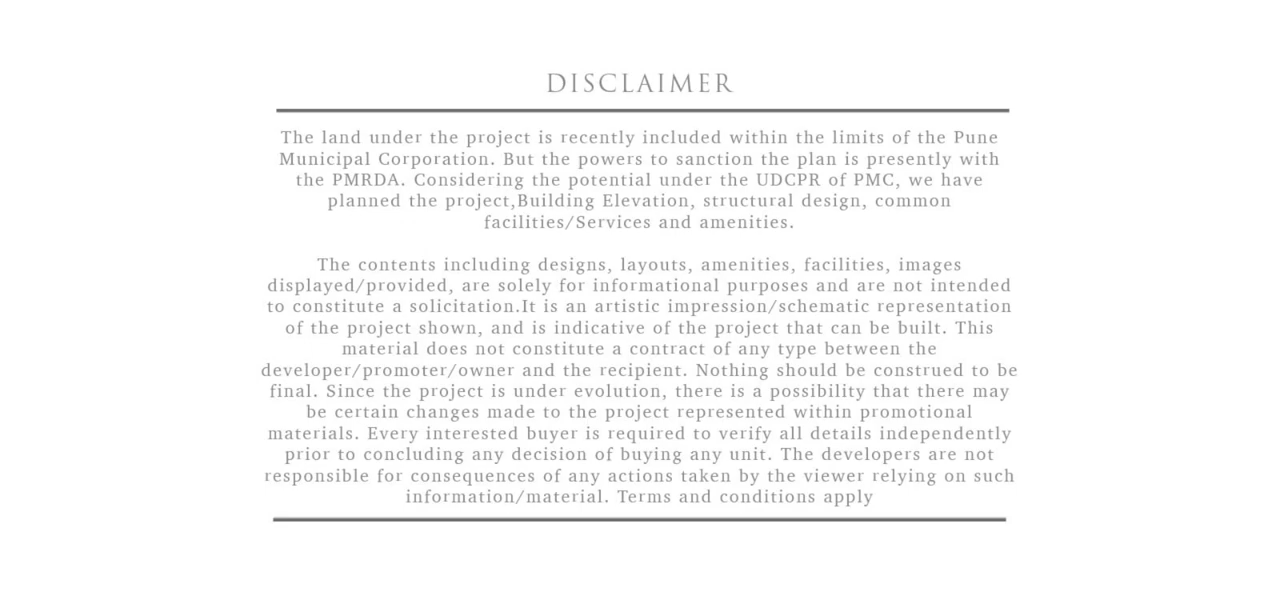 DISCLAIMER
The land under the project is recently included within the limits of the Pune
Municipal Corporation. But the powers to sanction the plan is presently with
the PMRDA. Considering the potential under the UDCPR of PMC, we have
planned the project,Building Elevation, structural design, common
facilities/Services and amenities.
The contents including designs, layouts, amenities, facilities, images
displayed/provided, are solely for informational purposes and are not intended
to constitute a solicitation.It is an artistic impression/schematic representation
of the project shown, and is indicative of the project that can be built. This
material does not constitute a contract of any type between the
developer/promoter/owner and the recipient. Nothing should be construed to be
final. Since the project is under evolution, there is a possibility that there may
be certain changes made to the project represented within promotional
materials. Every interested buyer is required to verify all details independently
prior to concluding any decision of buying any unit. The developers are not
responsible for consequences of any actions taken by the viewer relying on such
information/material. Terms and conditions apply